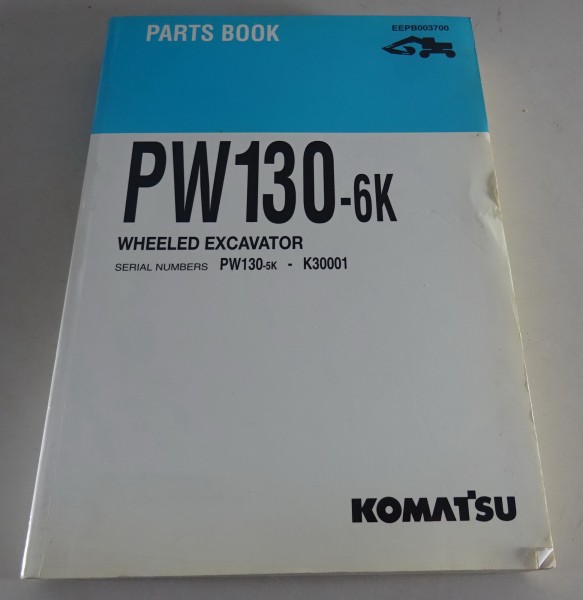 PARTS BOOK
EEPB003700
PW130-6K
WHEELED EXCAVATOR
SERIAL NUMBERS PW130-5K - K30001
KOMATSU